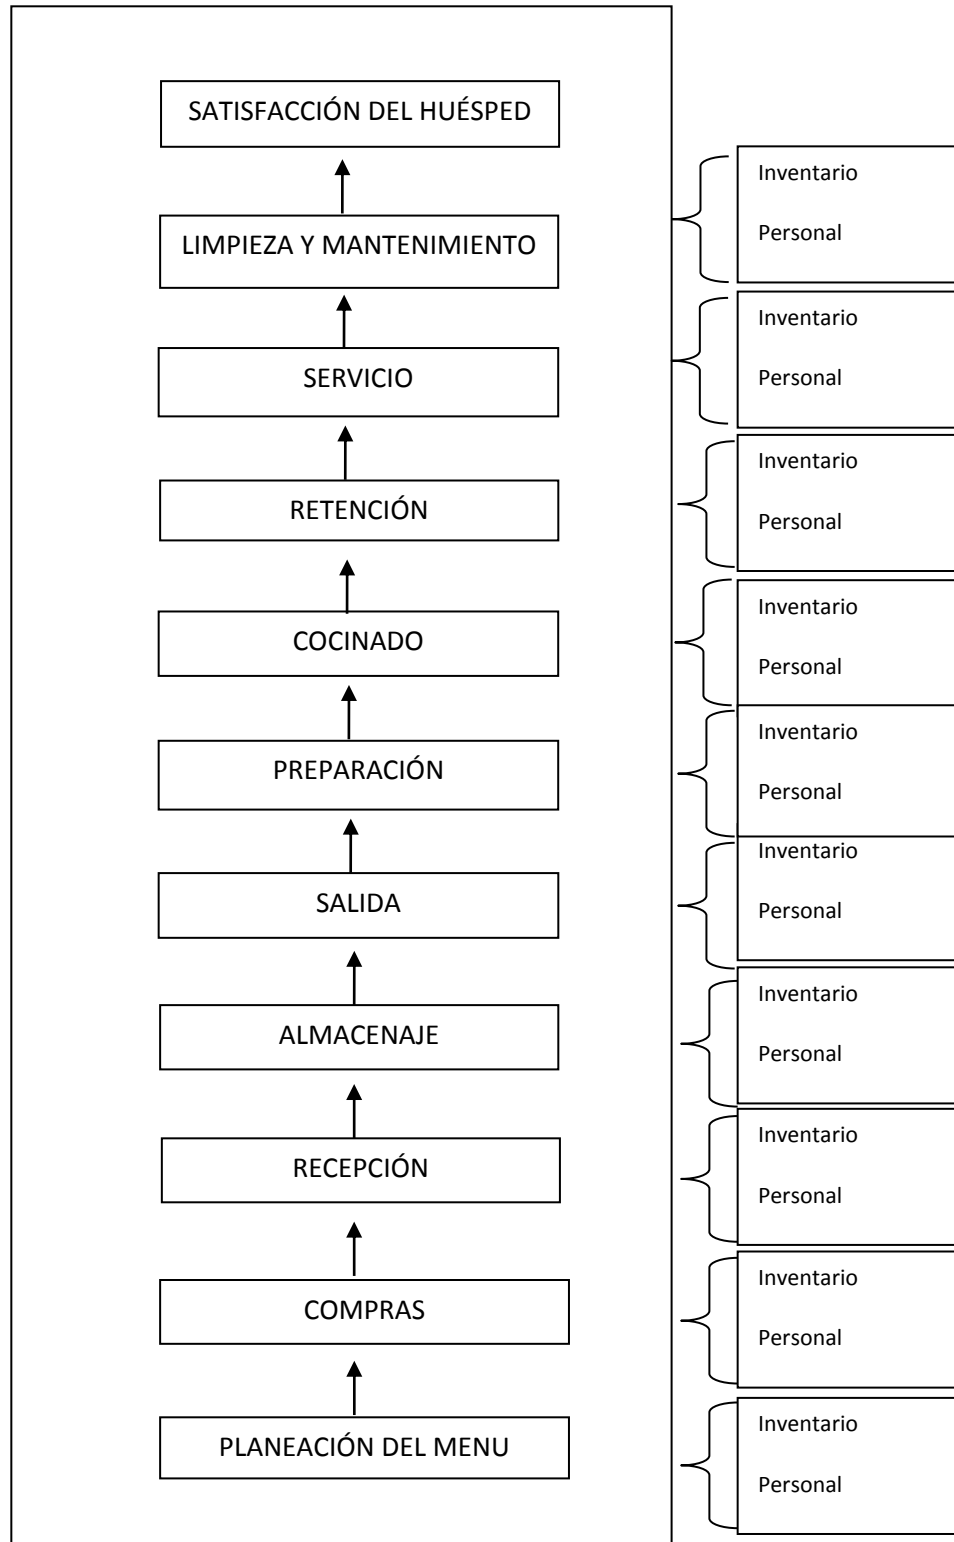 SATISFACCIÓN DEL HUÉSPED
Inventario
Personal
LIMPIEZA Y MANTENIMIENTO
Inventario
Personal
SERVICIO
Inventario
Personal
RETENCIÓN
Inventario
Personal
COCINADO
Inventario
Personal
PREPARACIÓN
Inventario
Personal
SALIDA
Inventario
Personal
ALMACENAJE
Inventario
Personal
RECEPCIÓN
Inventario
Personal
COMPRAS
Inventario
Personal
PLANEACIÓN DEL MENU